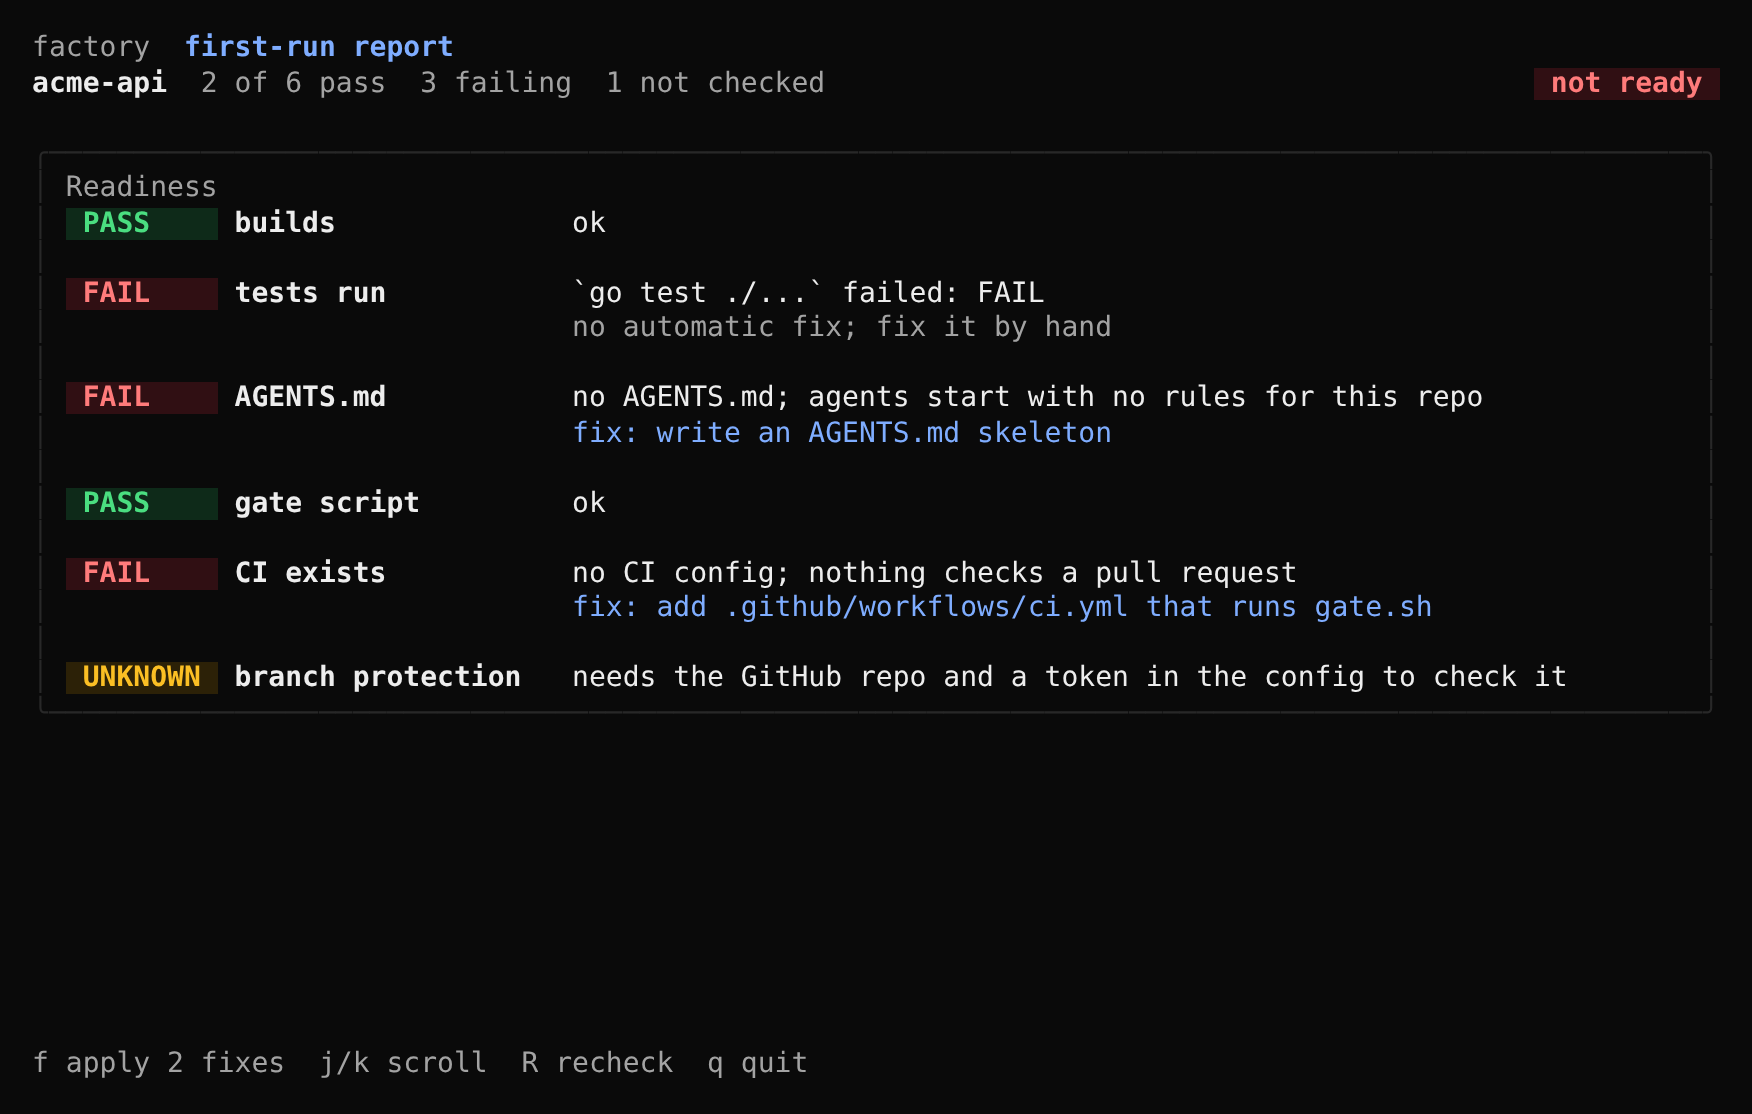 factory  first-run report
acme-api  2 of 6 pass  3 failing  1 not checked  not ready
Readiness
PASS  builds  ok
FAIL  tests run  `go test ./...` failed: FAIL
no automatic fix; fix it by hand
FAIL  AGENTS.md  no AGENTS.md; agents start with no rules for this repo
fix: write an AGENTS.md skeleton
PASS  gate script  ok
FAIL  CI exists  no CI config; nothing checks a pull request
fix: add .github/workflows/ci.yml that runs gate.sh
UNKNOWN  branch protection  needs the GitHub repo and a token in the config to check it
f apply 2 fixes  j/k scroll  R recheck  q quit